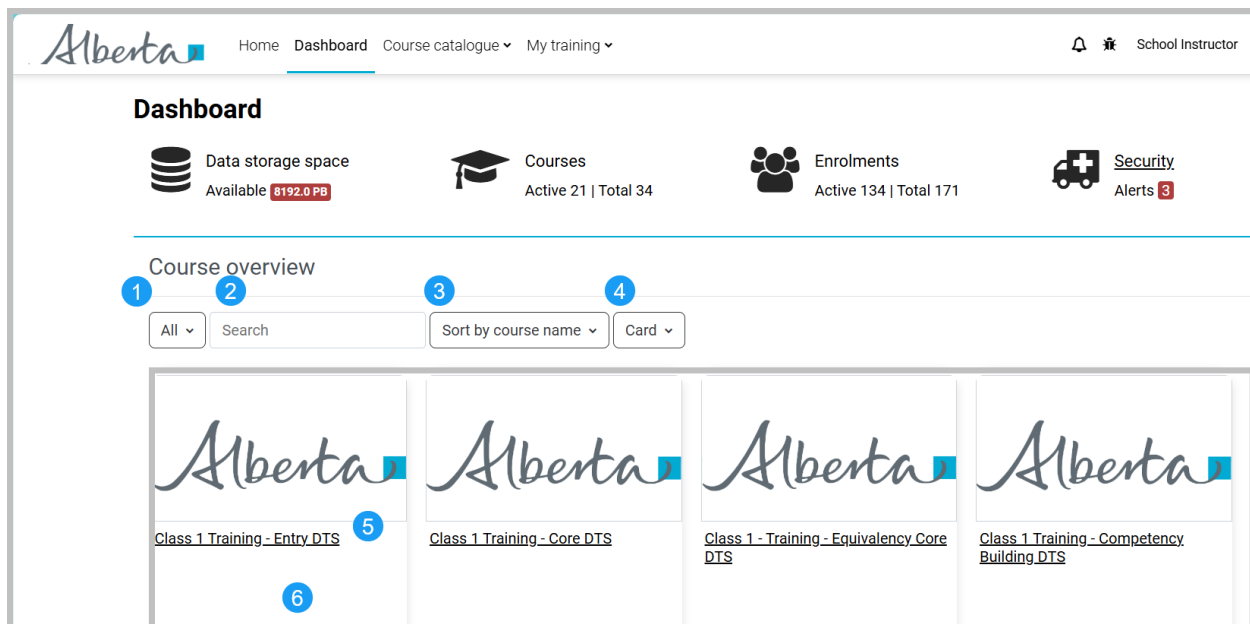 Alberta Home Dashboard Course catalogue My training School Instructor
Dashboard
Data storage space
Available 8192.0 PB
Courses
Active 21 | Total 34
Enrolments
Active 134 | Total 171
Security
Alerts 3
Course overview
1 2 3 4
All Search Sort by course name Card
Alberta Alberta Alberta Alberta
5
Class 1 Training - Entry DTS
Class 1 Training - Core DTS
Class 1 - Training - Equivalency Core
DTS
Class 1 Training - Competency
Building DTS
6